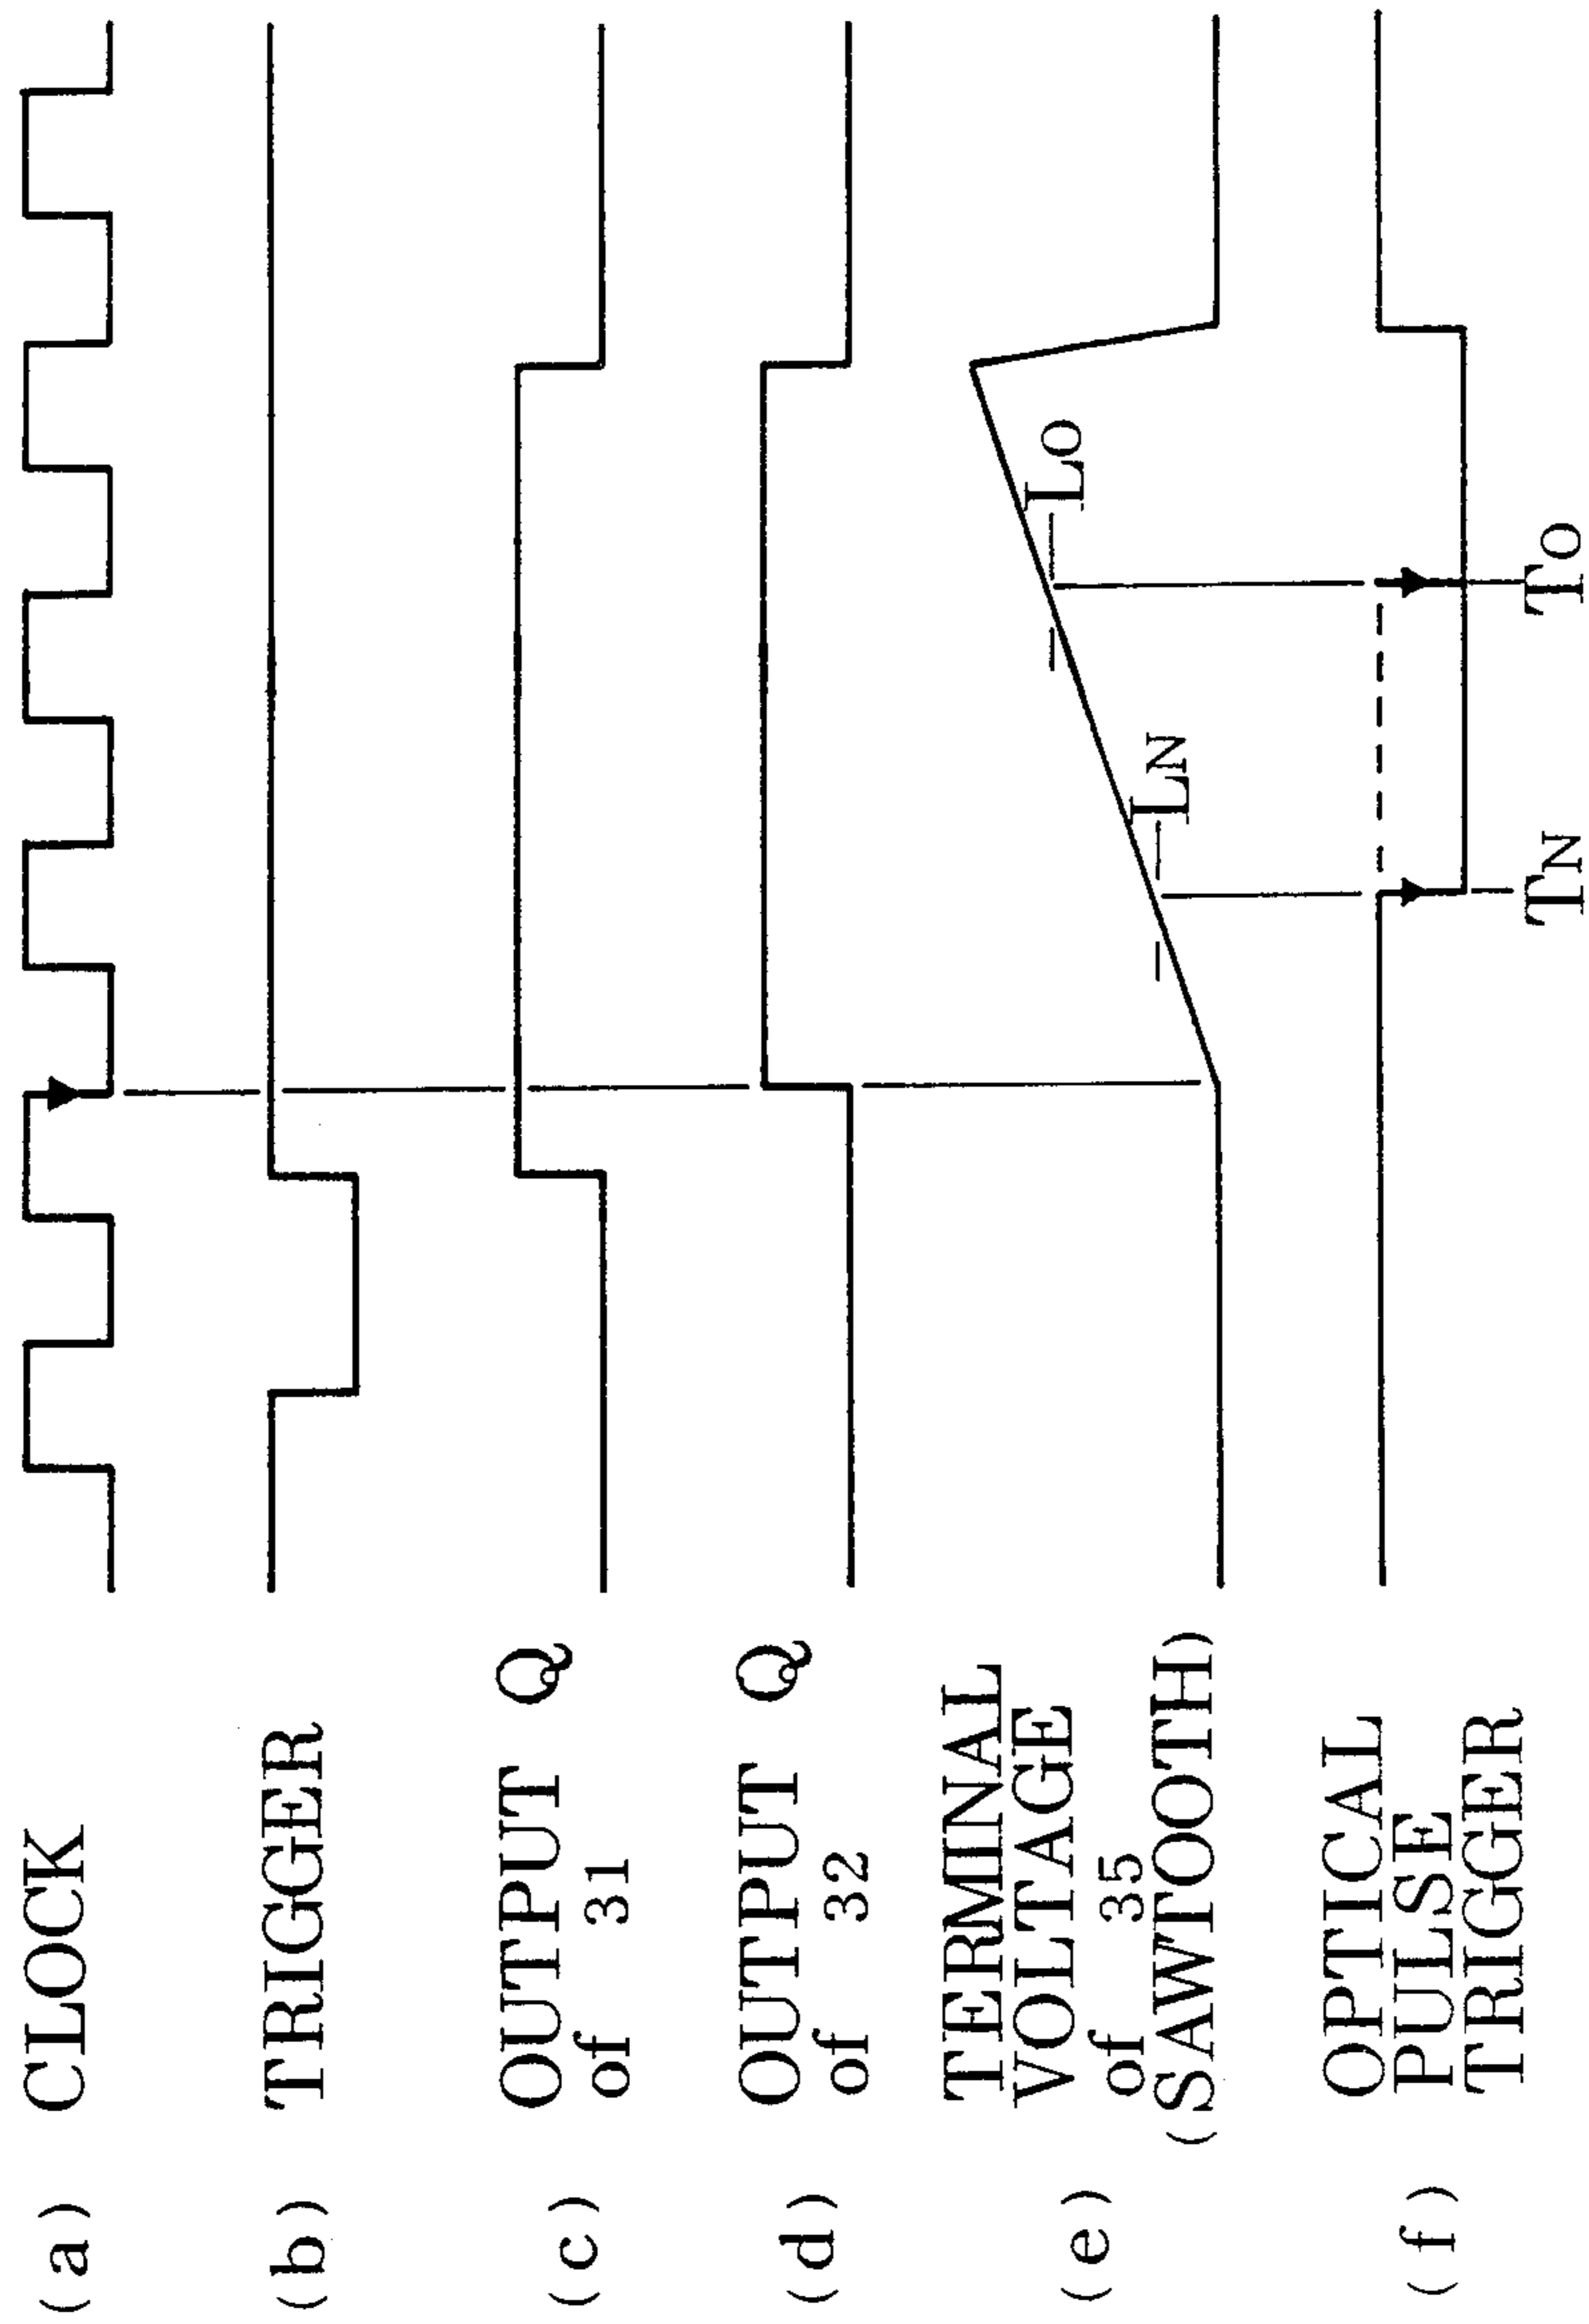 (a) CLOCK
(b) TRIGGER
(c) OUTPUT Q
of 31
(d) OUTPUT Q
of 32
(e) TERMINAL
VOLTAGE
of 35
(SAWTOOTH)
LN
LO
(f) OPTICAL
PULSE
TRIGGER
TN
TO